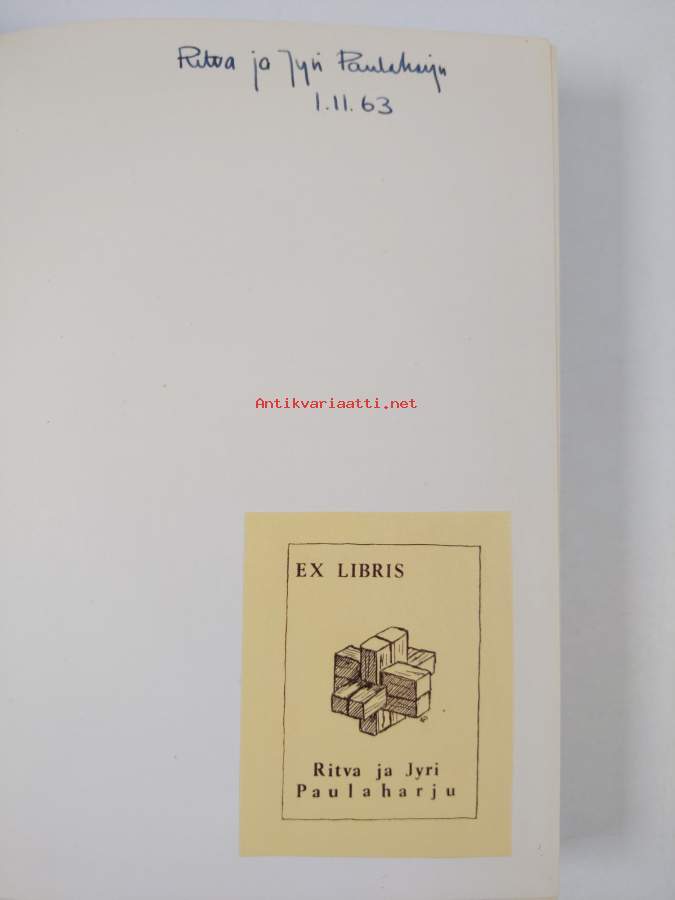 Ritva ja Jyri Paulaharju
1.11.63
Antikvariaatti.net
EX LIBRIS
Ritva ja Jyri
Paulaharju